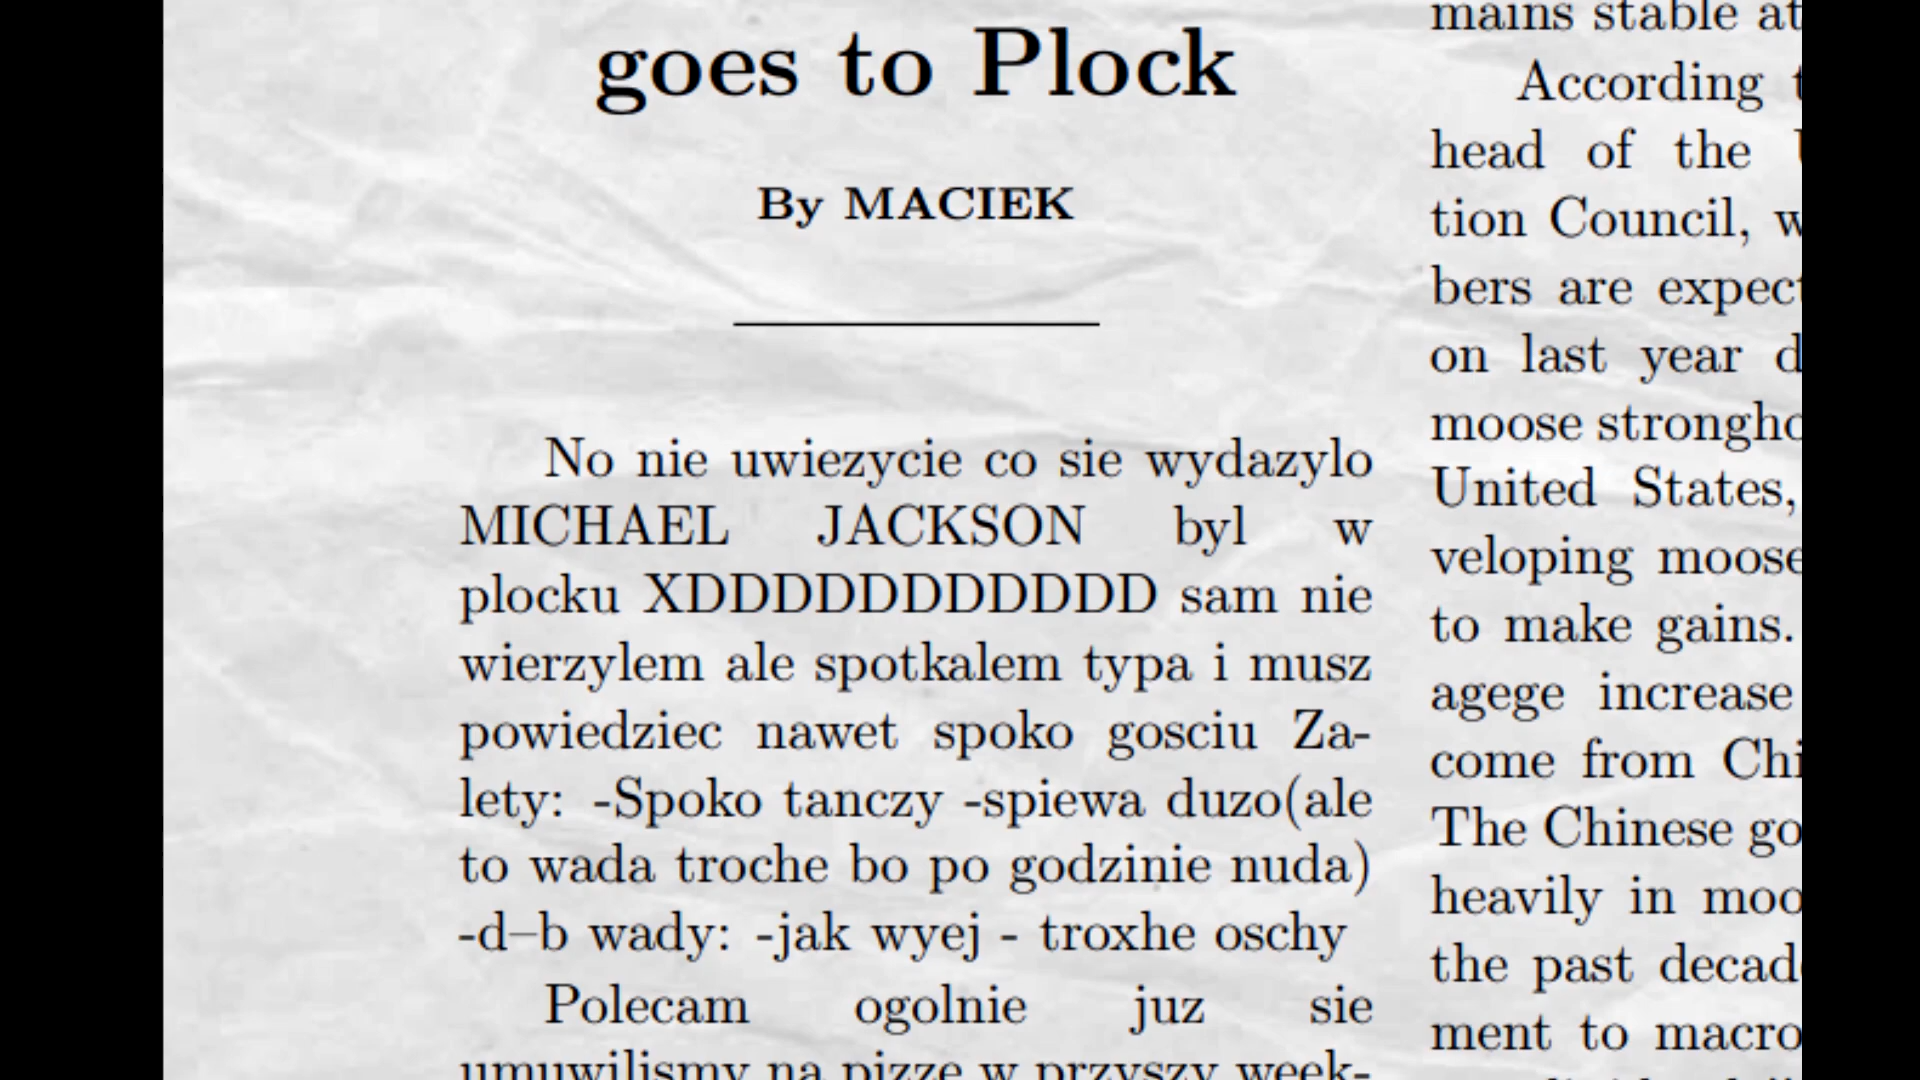 goes to Plock
By MACIEK
No nie uwiezycie co sie wydazylo
MICHAEL JACKSON byl w
plocku XDDDDDDDDDDD sam nie
wierzylem ale spotkalem typa i musz
powiedziec nawet spoko gosciu Za-
lety: -Spoko tanczy -spiewa duzo(ale
to wada troche bo po godzinie nuda)
-d–b wady: -jak wyej - troxhe oschy
Polecam ogolnie juz sie
umuwilismy na pizze w przyszy week-
mains stable at
According
head of the
tion Council,
bers are expect
on last year
moose strongho
United States,
veloping moose
to make gains.
agege increase
come from Chi
The Chinese go
heavily in moo
the past decad
ment to macro